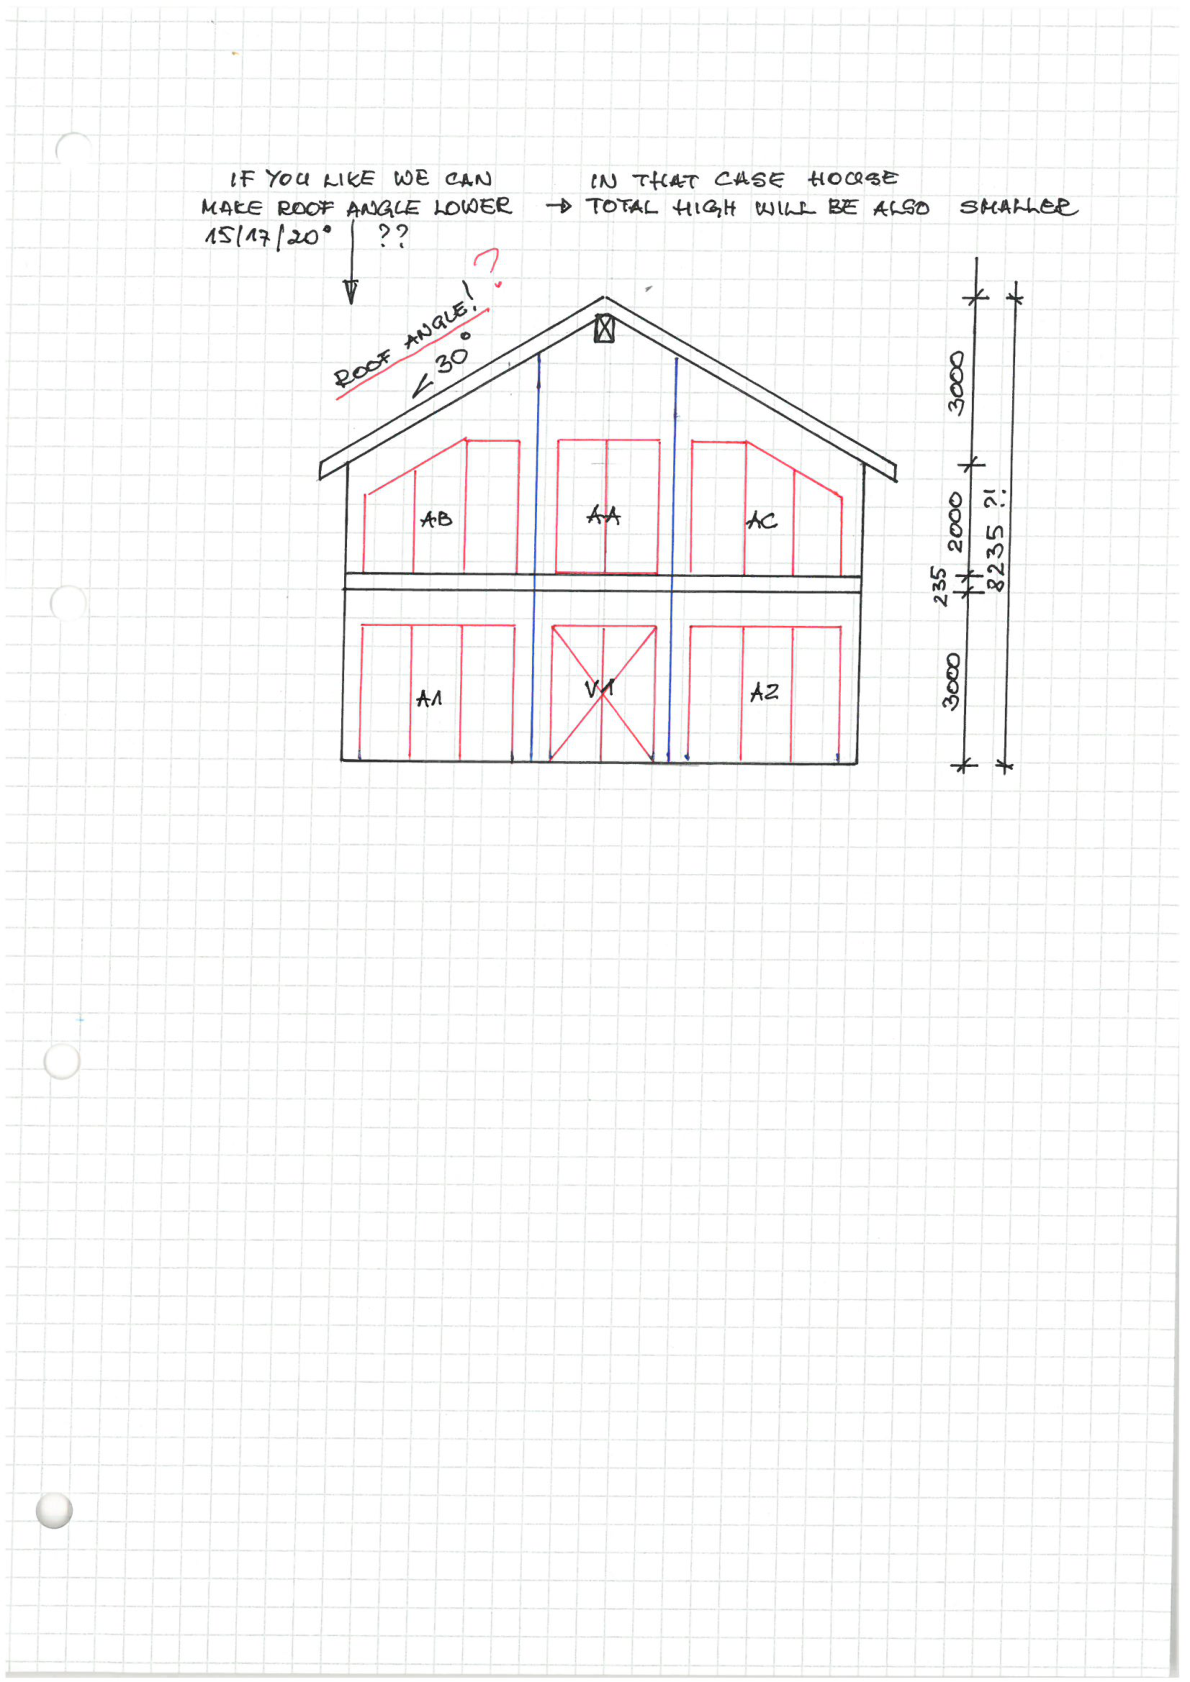 IF YOU LIKE WE CAN
MAKE ROOF ANGLE LOWER → TOTAL HIGH WILL BE ALSO SMALLER
IN THAT CASE HOUSE
15/17/20° ??
ROOF ANGLE! ?
∠30°
AB
AA
AC
A1
V1
A2
3000
2000
235
3000
8235 ?!